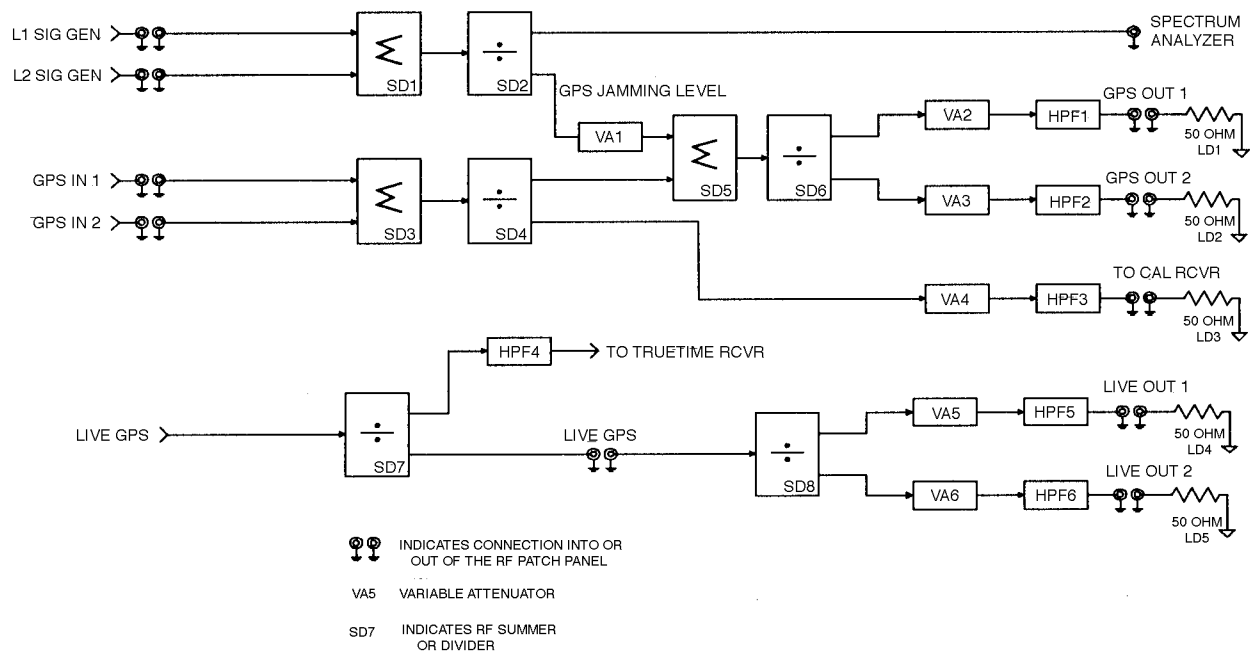 L1 SIG GEN
L2 SIG GEN
Σ
SD1
÷
SD2
SPECTRUM
ANALYZER
GPS JAMMING LEVEL
VA1
Σ
SD5
÷
SD6
VA2
HPF1
GPS OUT 1
50 OHM
LD1
VA3
HPF2
GPS OUT 2
50 OHM
LD2
GPS IN 1
GPS IN 2
Σ
SD3
÷
SD4
VA4
HPF3
TO CAL RCVR
50 OHM
LD3
HPF4
TO TRUETIME RCVR
LIVE GPS
÷
SD7
LIVE GPS
÷
SD8
VA5
HPF5
LIVE OUT 1
50 OHM
LD4
VA6
HPF6
LIVE OUT 2
50 OHM
LD5
INDICATES CONNECTION INTO OR
OUT OF THE RF PATCH PANEL
VA5 VARIABLE ATTENUATOR
SD7 INDICATES RF SUMMER
OR DIVIDER